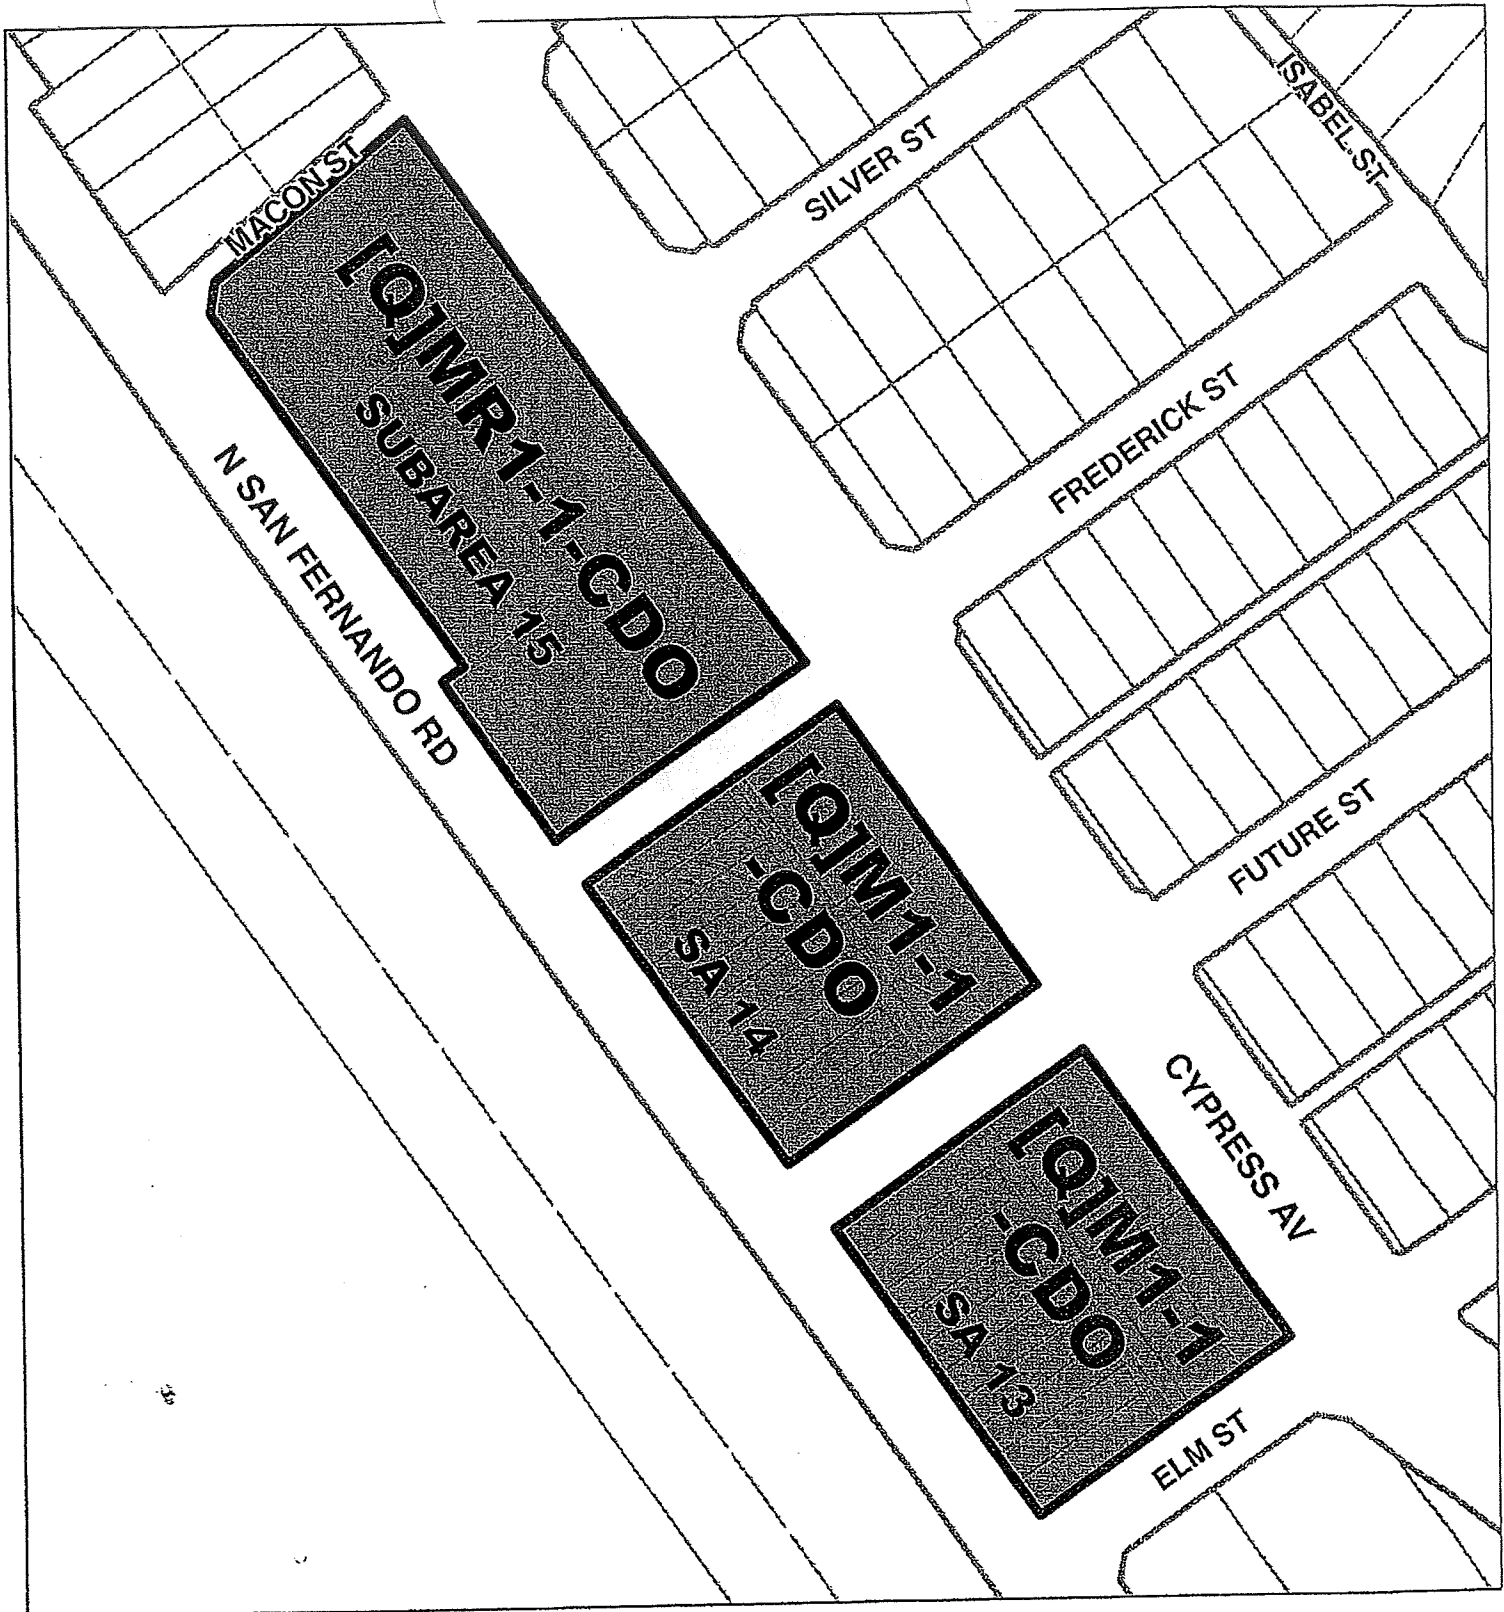 ISABEL ST
SILVER ST
MACON ST
[Q]MR1-1-CDO
SUBAREA 15
FREDERICK ST
N SAN FERNANDO RD
[Q]M1-1
-CDO
SA 14
FUTURE ST
CYPRESS AV
[Q]M1-1
-CDO
SA 13
ELM ST